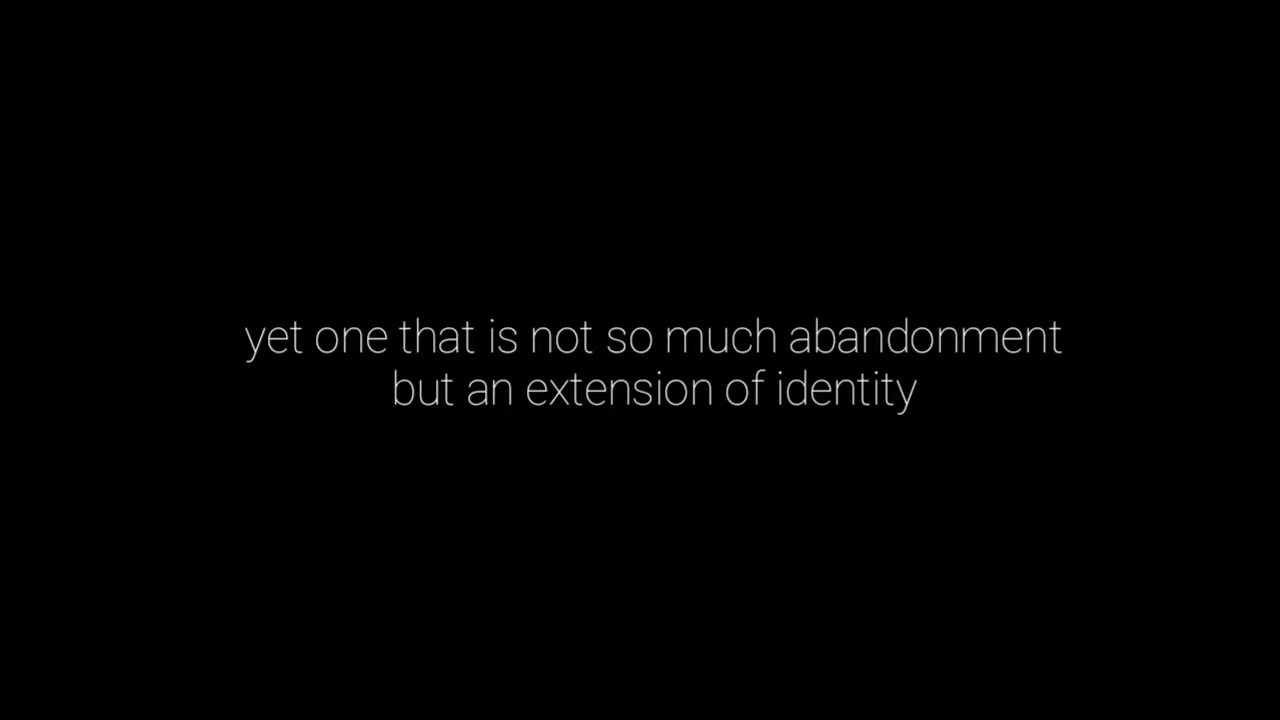 yet one that is not so much abandonment
but an extension of identity